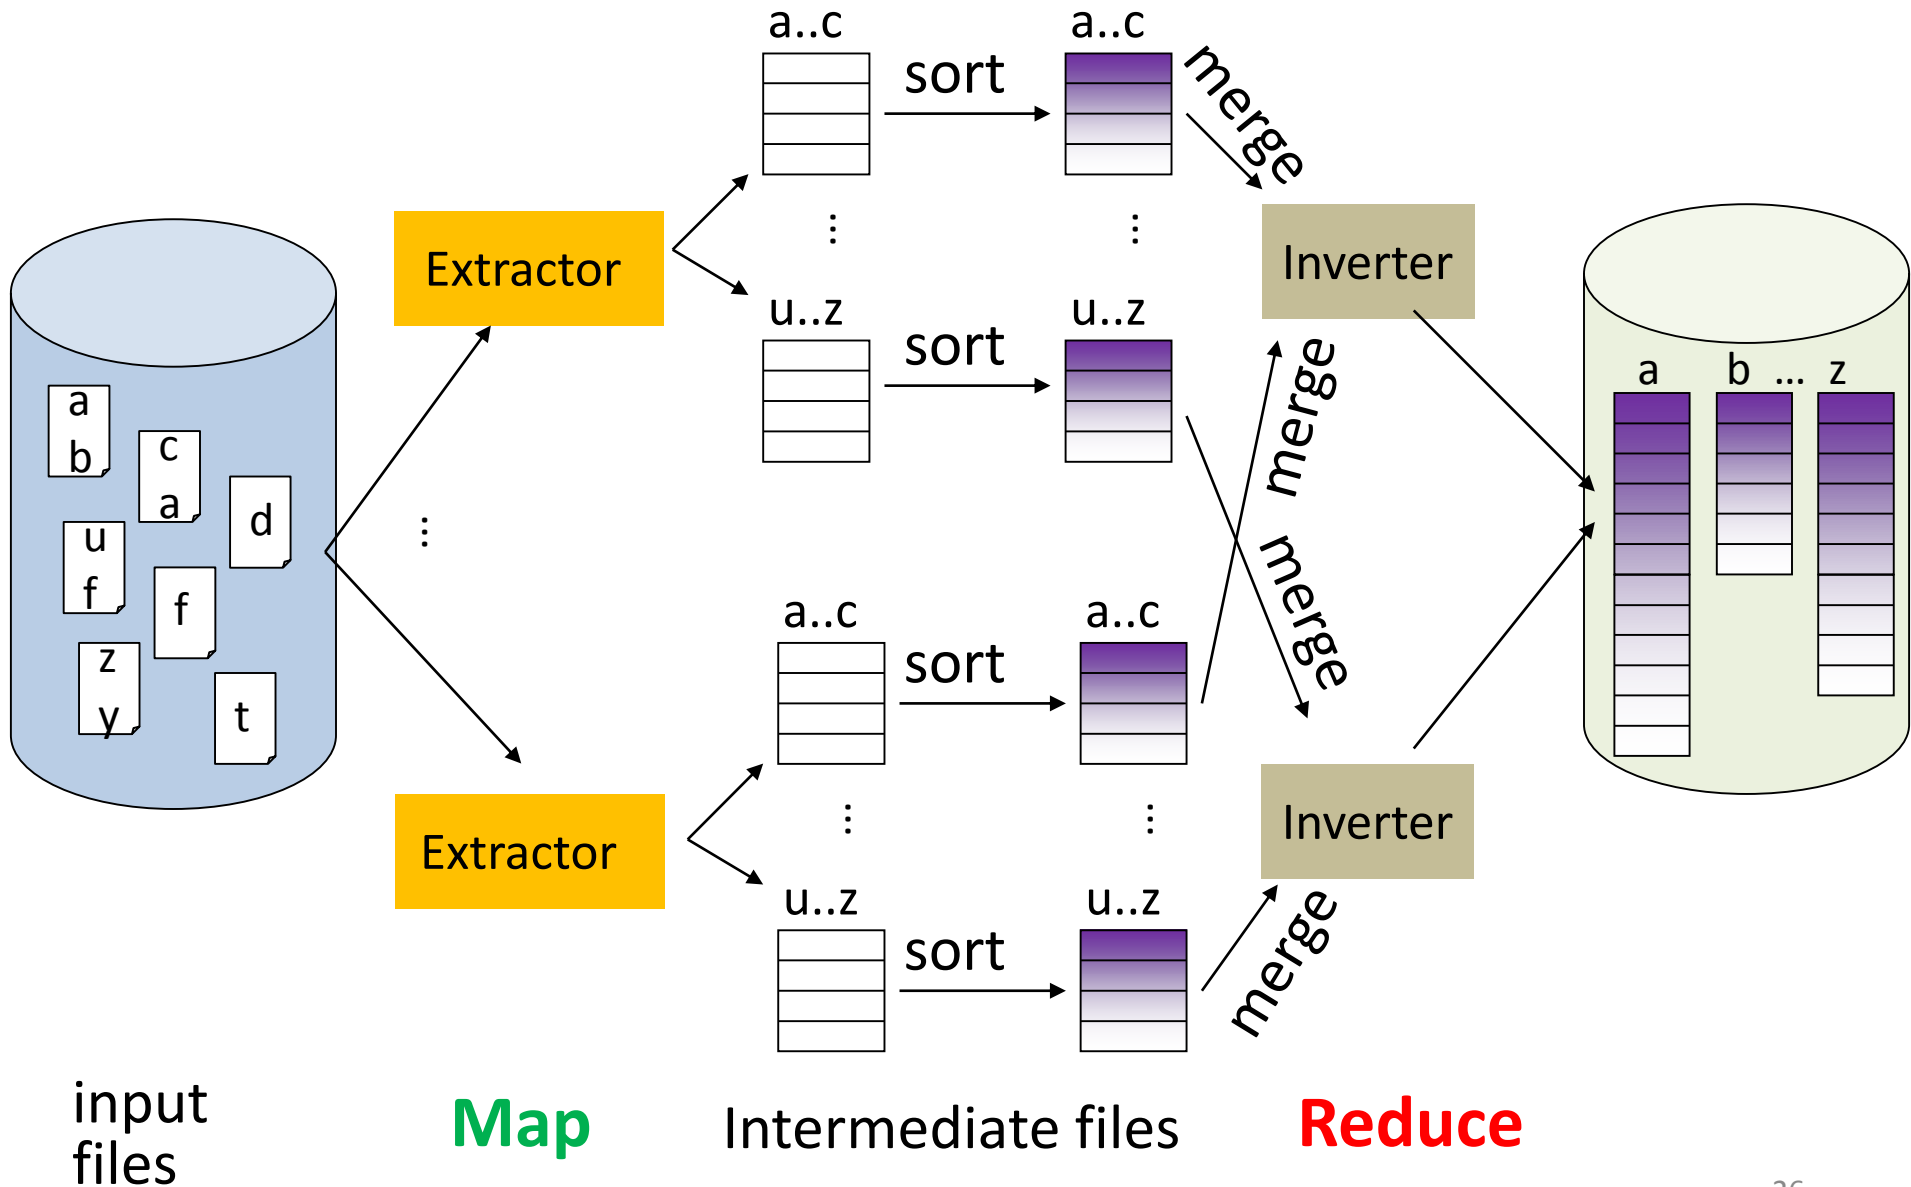 a..c
a..c
sort
merge
⋮
⋮
Extractor
Inverter
u..z
u..z
sort
merge
a
b
c
a
d
u
f
f
z
y
t
⋮
a b ... z
merge
a..c
a..c
sort
⋮
⋮
Extractor
Inverter
u..z
u..z
sort
merge
input
files
Map
Intermediate files
Reduce